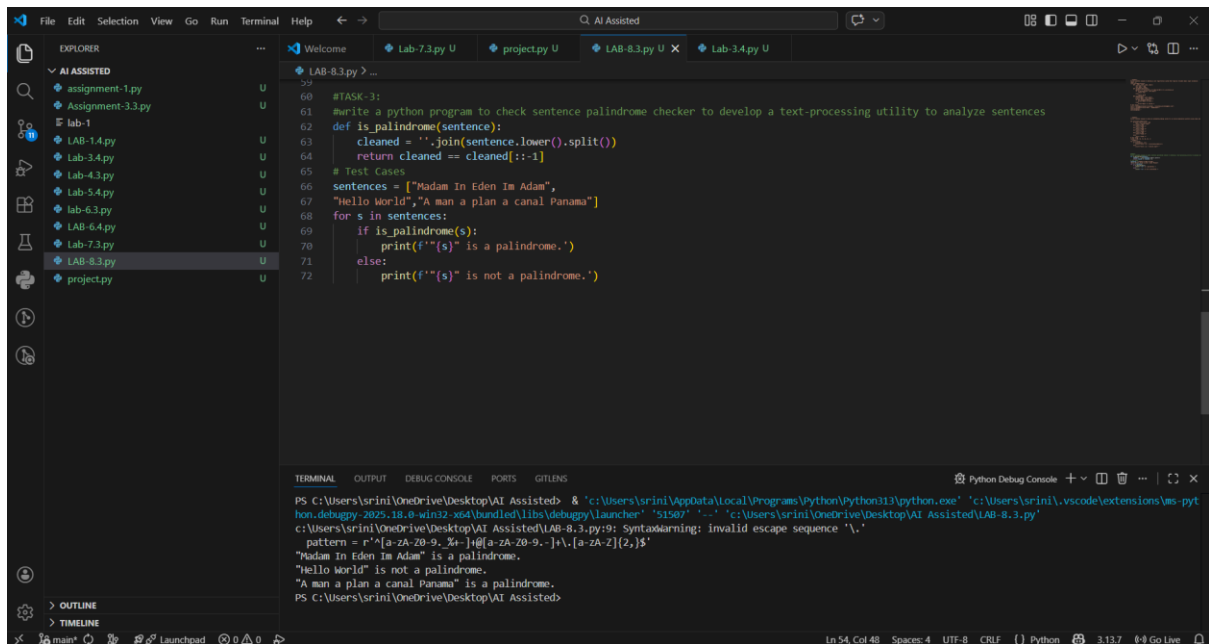 File Edit Selection View Go Run Terminal Help
AI Assisted
EXPLORER
AI ASSISTED
assignment-1.py U
Assignment-3.3.py U
lab-1
LAB-1.4.py U
Lab-3.4.py U
Lab-4.3.py U
Lab-5.4.py U
lab-6.3.py U
LAB-6.4.py U
Lab-7.3.py U
LAB-8.3.py U
project.py U
11
Welcome Lab-7.3.py U project.py U LAB-8.3.py U Lab-3.4.py U
LAB-8.3.py > ...
59
60 #TASK-3:
61 #write a python program to check sentence palindrome checker to develop a text-processing utility to analyze sentences
62 def is_palindrome(sentence):
63     cleaned = ''.join(sentence.lower().split())
64     return cleaned == cleaned[::-1]
65 # Test Cases
66 sentences = ["Madam In Eden Im Adam",
67 "Hello World","A man a plan a canal Panama"]
68 for s in sentences:
69     if is_palindrome(s):
70         print(f'"{s}" is a palindrome.')
71     else:
72         print(f'"{s}" is not a palindrome.')
TERMINAL OUTPUT DEBUG CONSOLE PORTS GITLENS
Python Debug Console
PS C:\Users\srini\OneDrive\Desktop\AI Assisted> & 'c:\Users\srini\AppData\Local\Programs\Python\Python313\python.exe' 'c:\Users\srini\.vscode\extensions\ms-pyt
hon.debugpy-2025.18.0-win32-x64\bundled\libs\debugpy\launcher' '51507' '--' 'c:\Users\srini\OneDrive\Desktop\AI Assisted\LAB-8.3.py'
c:\Users\srini\OneDrive\Desktop\AI Assisted\LAB-8.3.py:9: SyntaxWarning: invalid escape sequence '\.'
  pattern = r'^[a-zA-Z0-9._%+-]+@[a-zA-Z0-9.-]+\.[a-zA-Z]{2,}$'
"Madam In Eden Im Adam" is a palindrome.
"Hello World" is not a palindrome.
"A man a plan a canal Panama" is a palindrome.
PS C:\Users\srini\OneDrive\Desktop\AI Assisted>
OUTLINE
TIMELINE
main* Launchpad 0 0 Ln 54, Col 48 Spaces: 4 UTF-8 CRLF {} Python 3.13.7 Go Live